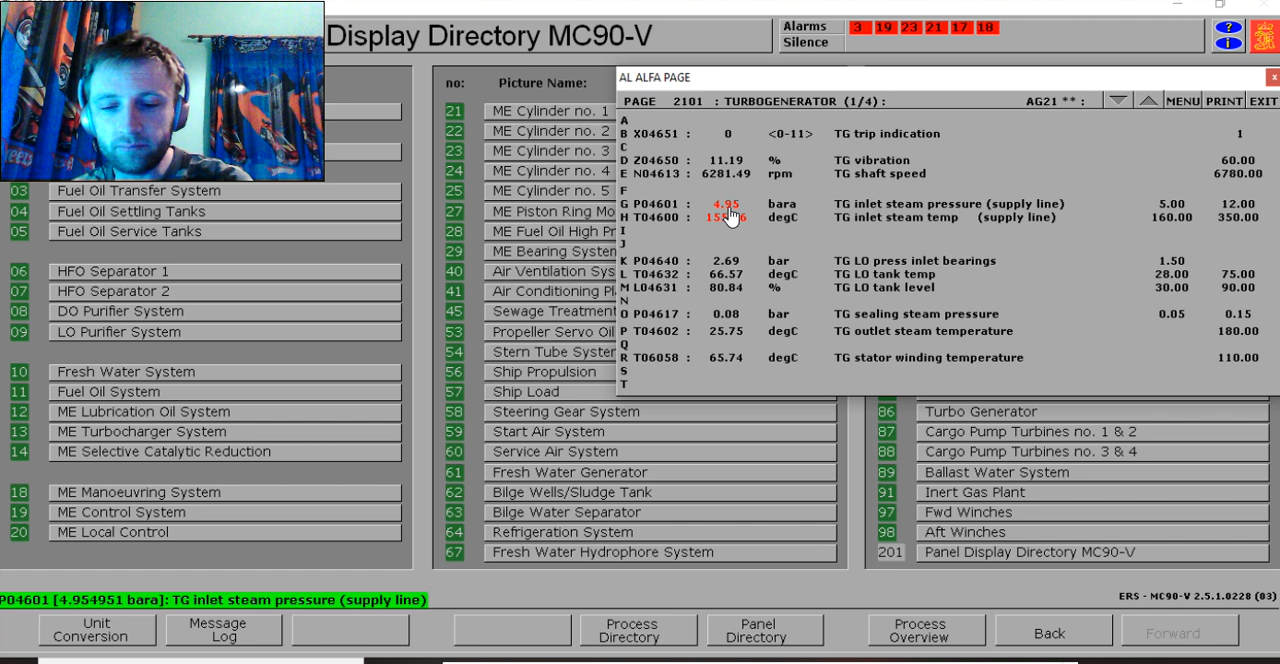 Display Directory MC90-V
Alarms 3 19 23 21 17 18
Silence
?
i
no: Picture Name:
03 Fuel Oil Transfer System
04 Fuel Oil Settling Tanks
05 Fuel Oil Service Tanks
06 HFO Separator 1
07 HFO Separator 2
08 DO Purifier System
09 LO Purifier System
10 Fresh Water System
11 Fuel Oil System
12 ME Lubrication Oil System
13 ME Turbocharger System
14 ME Selective Catalytic Reduction
18 ME Manoeuvring System
19 ME Control System
20 ME Local Control
21 ME Cylinder no. 1
22 ME Cylinder no. 2
23 ME Cylinder no. 3
24 ME Cylinder no. 4
25 ME Cylinder no. 5
27 ME Piston Ring Mo
28 ME Fuel Oil High Pr
29 ME Bearing System
40 Air Ventilation Sys
41 Air Conditioning Pl
45 Sewage Treatment
53 Propeller Servo Oil
54 Stern Tube System
56 Ship Propulsion
57 Ship Load
58 Steering Gear System
59 Start Air System
60 Service Air System
61 Fresh Water Generator
62 Bilge Wells/Sludge Tank
63 Bilge Water Separator
64 Refrigeration System
67 Fresh Water Hydrophore System
AL ALFA PAGE x
PAGE 2101 : TURBOGENERATOR (1/4) : AG21 ** : MENU PRINT EXIT
A
B X04651 : 0 <0-11> TG trip indication 1
C
D Z04650 : 11.19 % TG vibration 60.00
E N04613 : 6281.49 rpm TG shaft speed 6780.00
F
G P04601 : 4.95 bara TG inlet steam pressure (supply line) 5.00 12.00
H T04600 : degC TG inlet steam temp (supply line) 160.00 350.00
I
J
K P04640 : 2.69 bar TG LO press inlet bearings 1.50
L T04632 : 66.57 degC TG LO tank temp 28.00 75.00
M L04631 : 80.84 % TG LO tank level 30.00 90.00
N
O P04617 : 0.08 bar TG sealing steam pressure 0.05 0.15
P T04602 : 25.75 degC TG outlet steam temperature 180.00
Q
R T06058 : 65.74 degC TG stator winding temperature 110.00
S
T
86 Turbo Generator
87 Cargo Pump Turbines no. 1 & 2
88 Cargo Pump Turbines no. 3 & 4
89 Ballast Water System
91 Inert Gas Plant
97 Fwd Winches
98 Aft Winches
201 Panel Display Directory MC90-V
P04601 [4.954951 bara]: TG inlet steam pressure (supply line)
ERS - MC90-V 2.5.1.0228 (03)
Unit
Conversion
Message
Log
Process
Directory
Panel
Directory
Process
Overview
Back
Forward